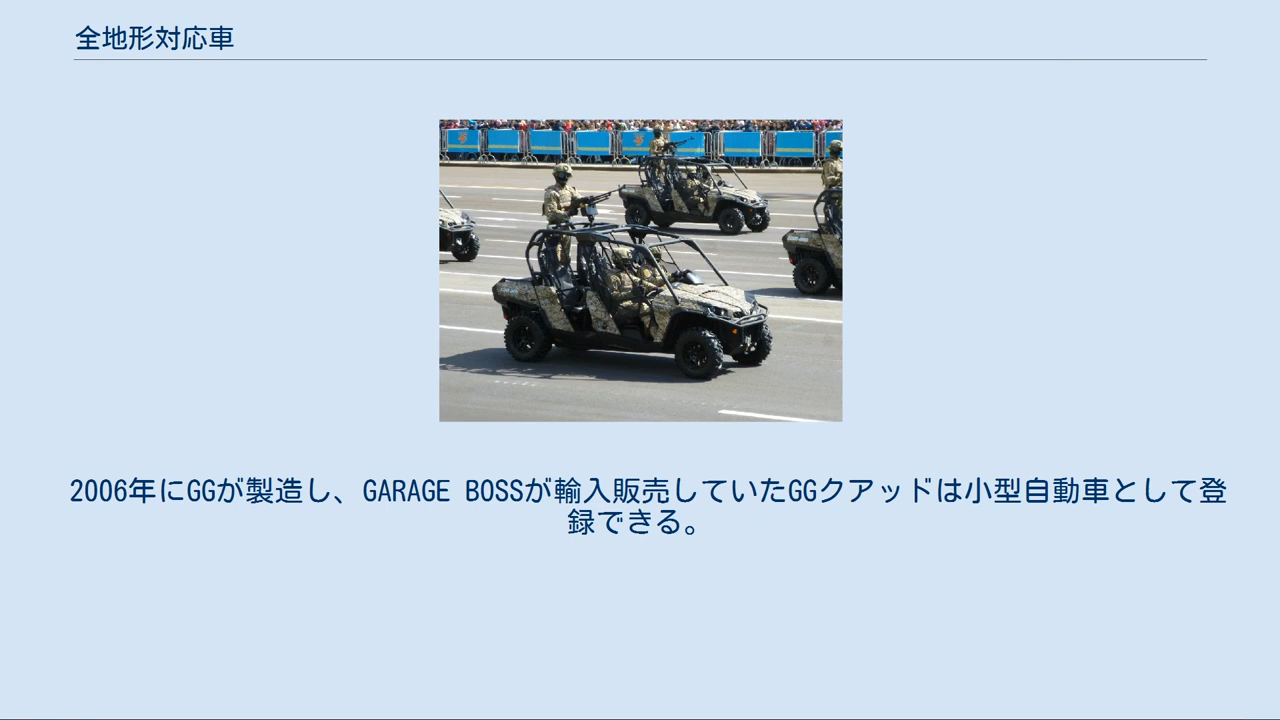 全地形対応車
2006年にGGが製造し、GARAGE BOSSが輸入販売していたGGクアッドは小型自動車として登
録できる。